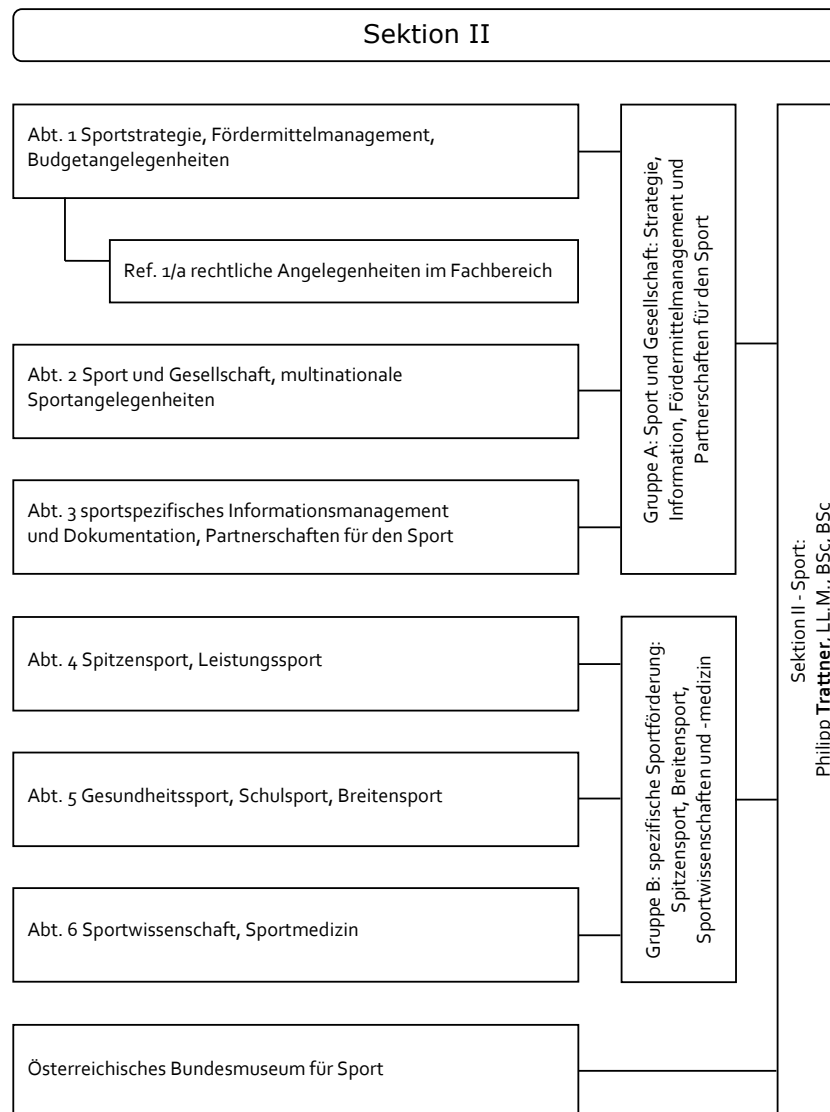 Sektion II
Abt. 1 Sportstrategie, Fördermittelmanagement,
Budgetangelegenheiten
Ref. 1/a rechtliche Angelegenheiten im Fachbereich
Abt. 2 Sport und Gesellschaft, multinationale
Sportangelegenheiten
Abt. 3 sportspezifisches Informationsmanagement
und Dokumentation, Partnerschaften für den Sport
Gruppe A: Sport und Gesellschaft: Strategie,
Information, Fördermittelmanagement und
Partnerschaften für den Sport
Abt. 4 Spitzensport, Leistungssport
Abt. 5 Gesundheitssport, Schulsport, Breitensport
Abt. 6 Sportwissenschaft, Sportmedizin
Gruppe B: spezifische Sportförderung:
Spitzensport, Breitensport,
Sportwissenschaften und -medizin
Österreichisches Bundesmuseum für Sport
Sektion II - Sport:
Philipp Trattner, LL.M., BSc, BSc